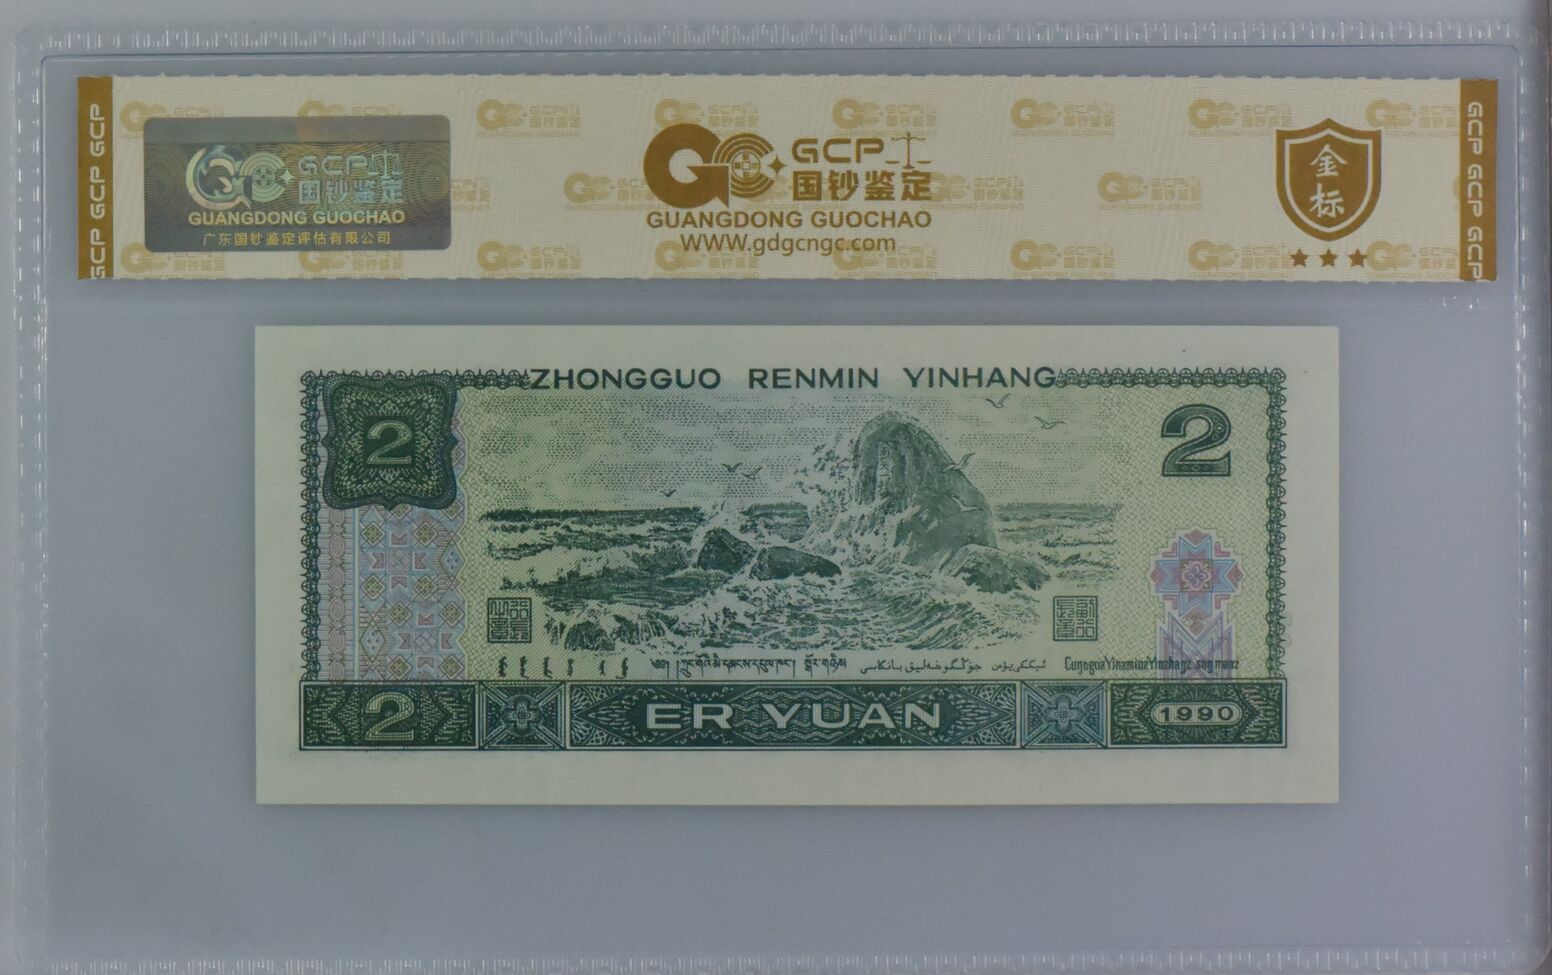 GCP GCP GCP
GCP国钞鉴定
GUANGDONG GUOCHAO
广东国钞鉴定评估有限公司
GCP国钞鉴定
GUANGDONG GUOCHAO
WWW.gdgcngc.com
金标
GCP GCP GCP
ZHONGGUO RENMIN YINHANG
2
2
2
ER YUAN
1990